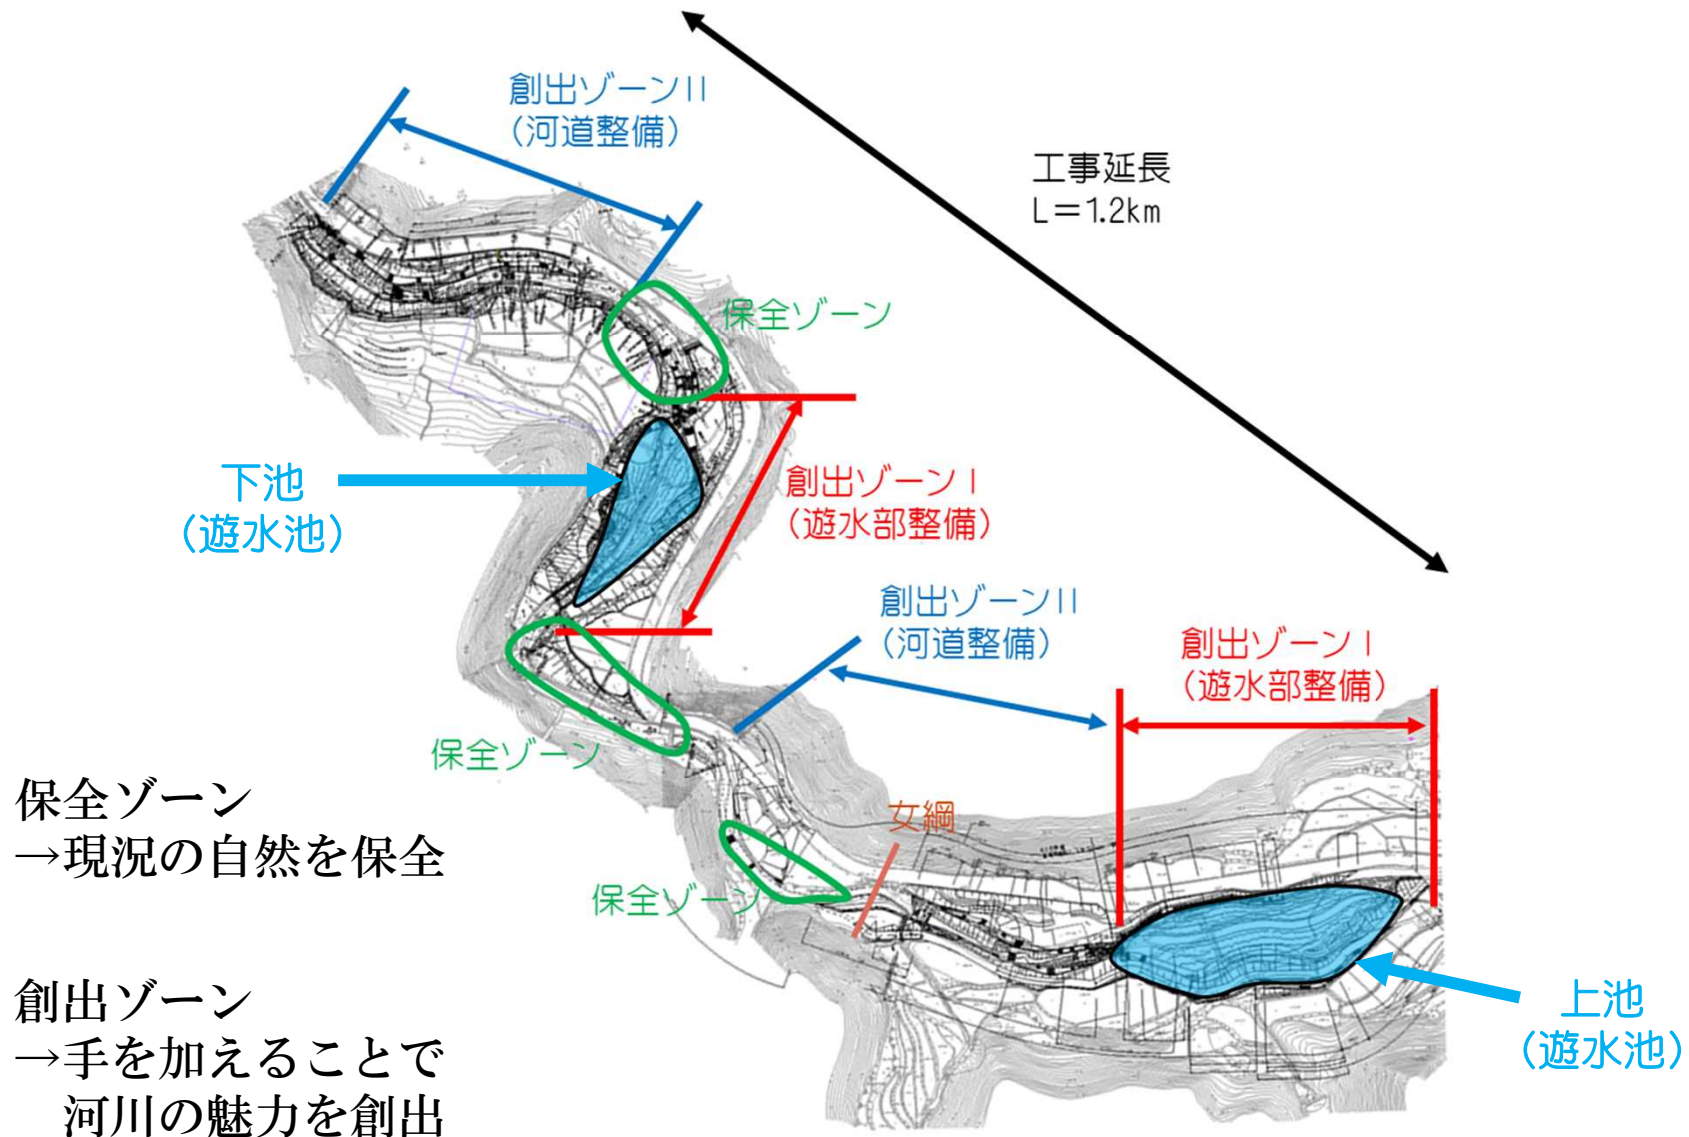 創出ゾーンII
（河道整備）
工事延長
L＝1.2km
保全ゾーン
下池
（遊水池）
創出ゾーンI
（遊水部整備）
創出ゾーンII
（河道整備）
創出ゾーンI
（遊水部整備）
保全ゾーン
女綱
保全ゾーン
上池
（遊水池）
保全ゾーン
→現況の自然を保全
創出ゾーン
→手を加えることで
河川の魅力を創出